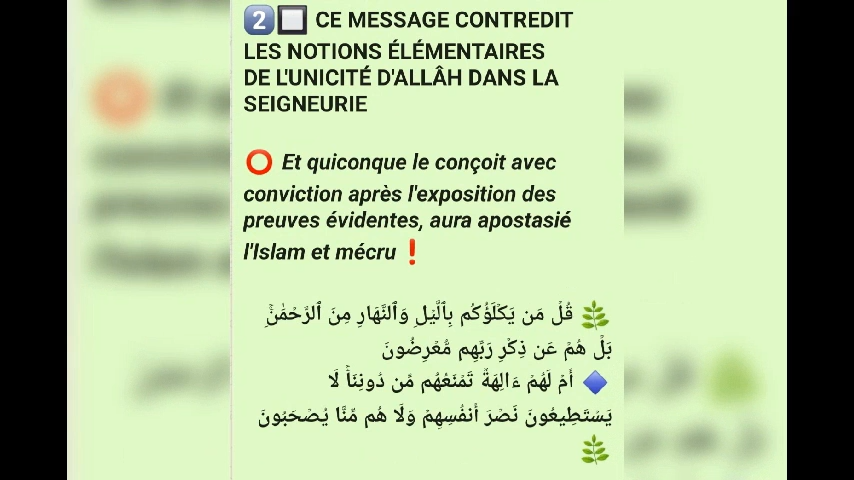 2️⃣🔲 CE MESSAGE CONTREDIT
LES NOTIONS ÉLÉMENTAIRES
DE L'UNICITÉ D'ALLÂH DANS LA
SEIGNEURIE
⭕ Et quiconque le conçoit avec
conviction après l'exposition des
preuves évidentes, aura apostasié
l'Islam et mécru ❗
🌿 قُلۡ مَن يَكۡلَؤُكُم بِٱلَّيۡلِ وَٱلنَّهَارِ مِنَ ٱلرَّحۡمَٰنِۚ
بَلۡ هُمۡ عَن ذِكۡرِ رَبِّهِم مُّعۡرِضُونَ
🔷 أَمۡ لَهُمۡ ءَالِهَةٞ تَمۡنَعُهُم مِّن دُونِنَاۚ لَا
يَسۡتَطِيعُونَ نَصۡرَ أَنفُسِهِمۡ وَلَا هُم مِّنَّا يُصۡحَبُونَ
🌿